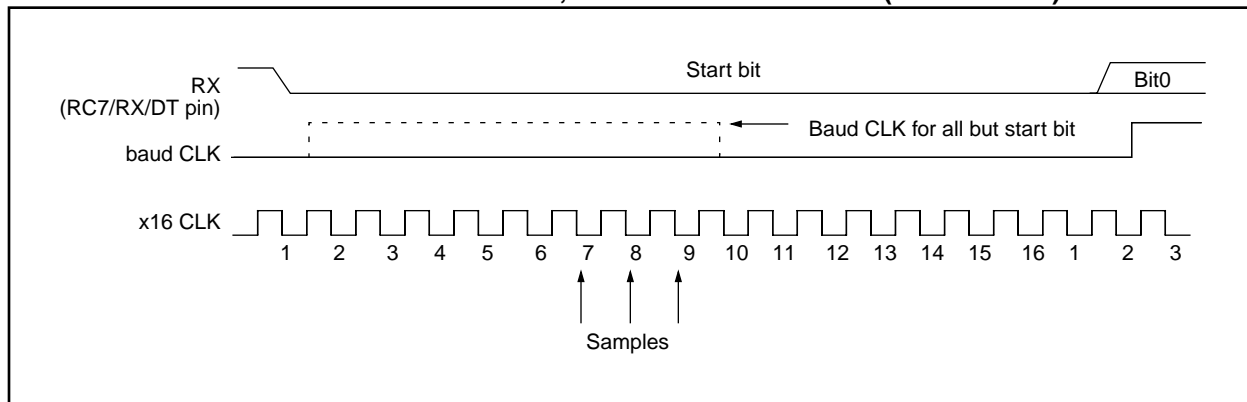 Start bit
RX
(RC7/RX/DT pin)
Bit0
Baud CLK for all but start bit
baud CLK
x16 CLK
1 2 3 4 5 6 7 8 9 10 11 12 13 14 15 16 1 2 3
Samples